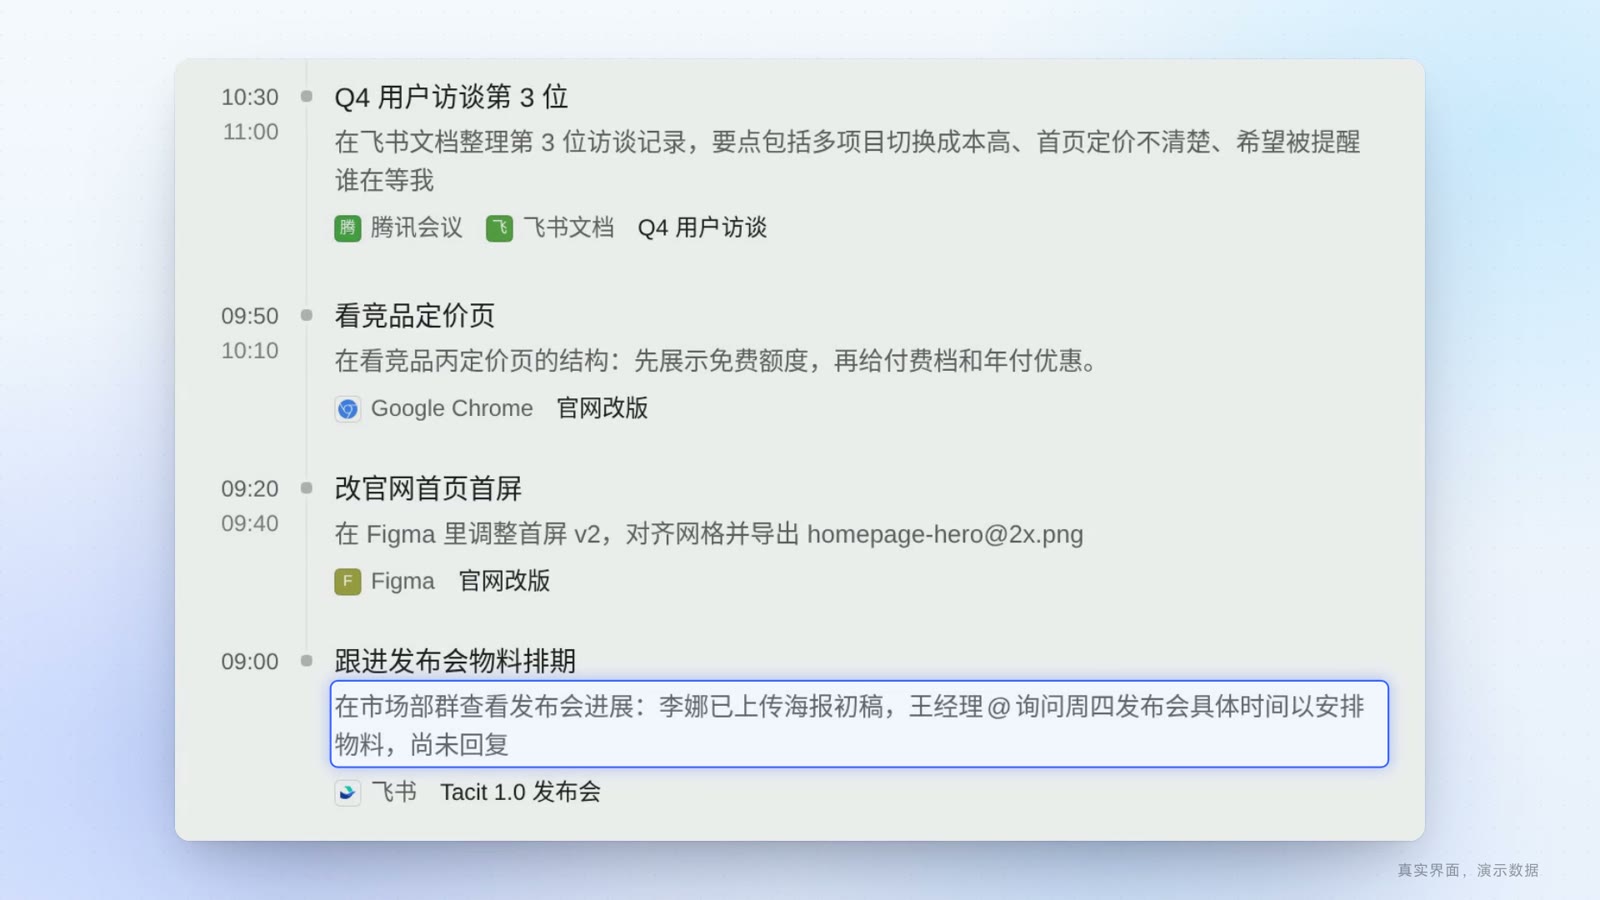 10:30 Q4 用户访谈第 3 位
11:00 在飞书文档整理第 3 位访谈记录，要点包括多项目切换成本高、首页定价不清楚、希望被提醒
谁在等我
腾 腾讯会议 飞 飞书文档 Q4 用户访谈
09:50 看竞品定价页
10:10 在看竞品丙定价页的结构：先展示免费额度，再给付费档和年付优惠。
Google Chrome 官网改版
09:20 改官网首页首屏
09:40 在 Figma 里调整首屏 v2，对齐网格并导出 homepage-hero@2x.png
F Figma 官网改版
09:00 跟进发布会物料排期
在市场部群查看发布会进展：李娜已上传海报初稿，王经理@询问周四发布会具体时间以安排
物料，尚未回复
飞书 Tacit 1.0 发布会
真实界面，演示数据